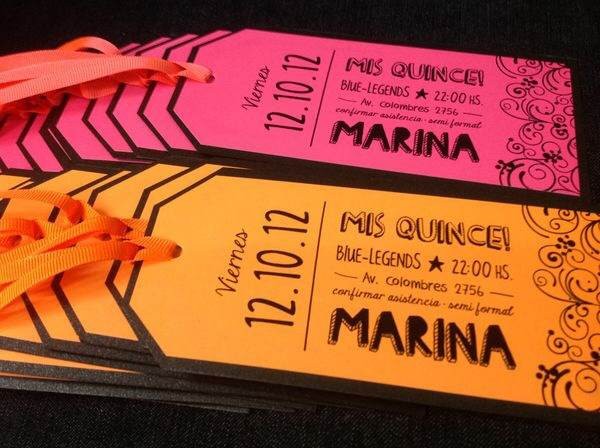 Viernes
12.10.12
MIS QUINCE!
BlUE-LEGENDS ★ 22:00 HS.
Av. Colombres 2756
confirmar asistencia - semi formal
MARINA
Viernes
12.10.12
MIS QUINCE!
BlUE-LEGENDS ★ 22:00 HS.
Av. Colombres 2756
confirmar asistencia - semi formal
MARINA